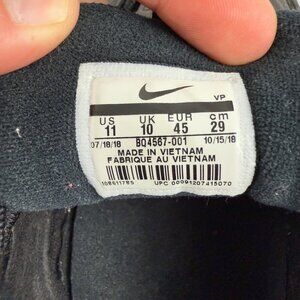 VP
US UK EUR cm
11 10 45 29
07/18/18 BQ4567-001 10/15/18
MADE IN VIETNAM
FABRIQUE AU VIETNAM
UPC 00091207415070